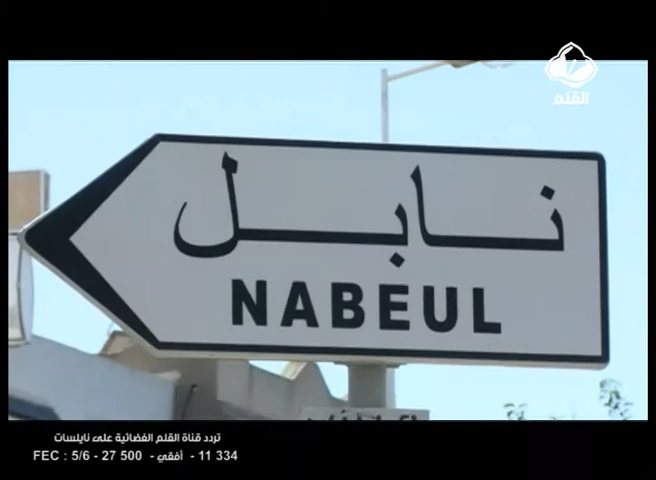 القلم
نابل
NABEUL
تردد قناة القلم الفضائية على نايلسات
FEC : 5/6 - 27 500 - أفقي - 11 334